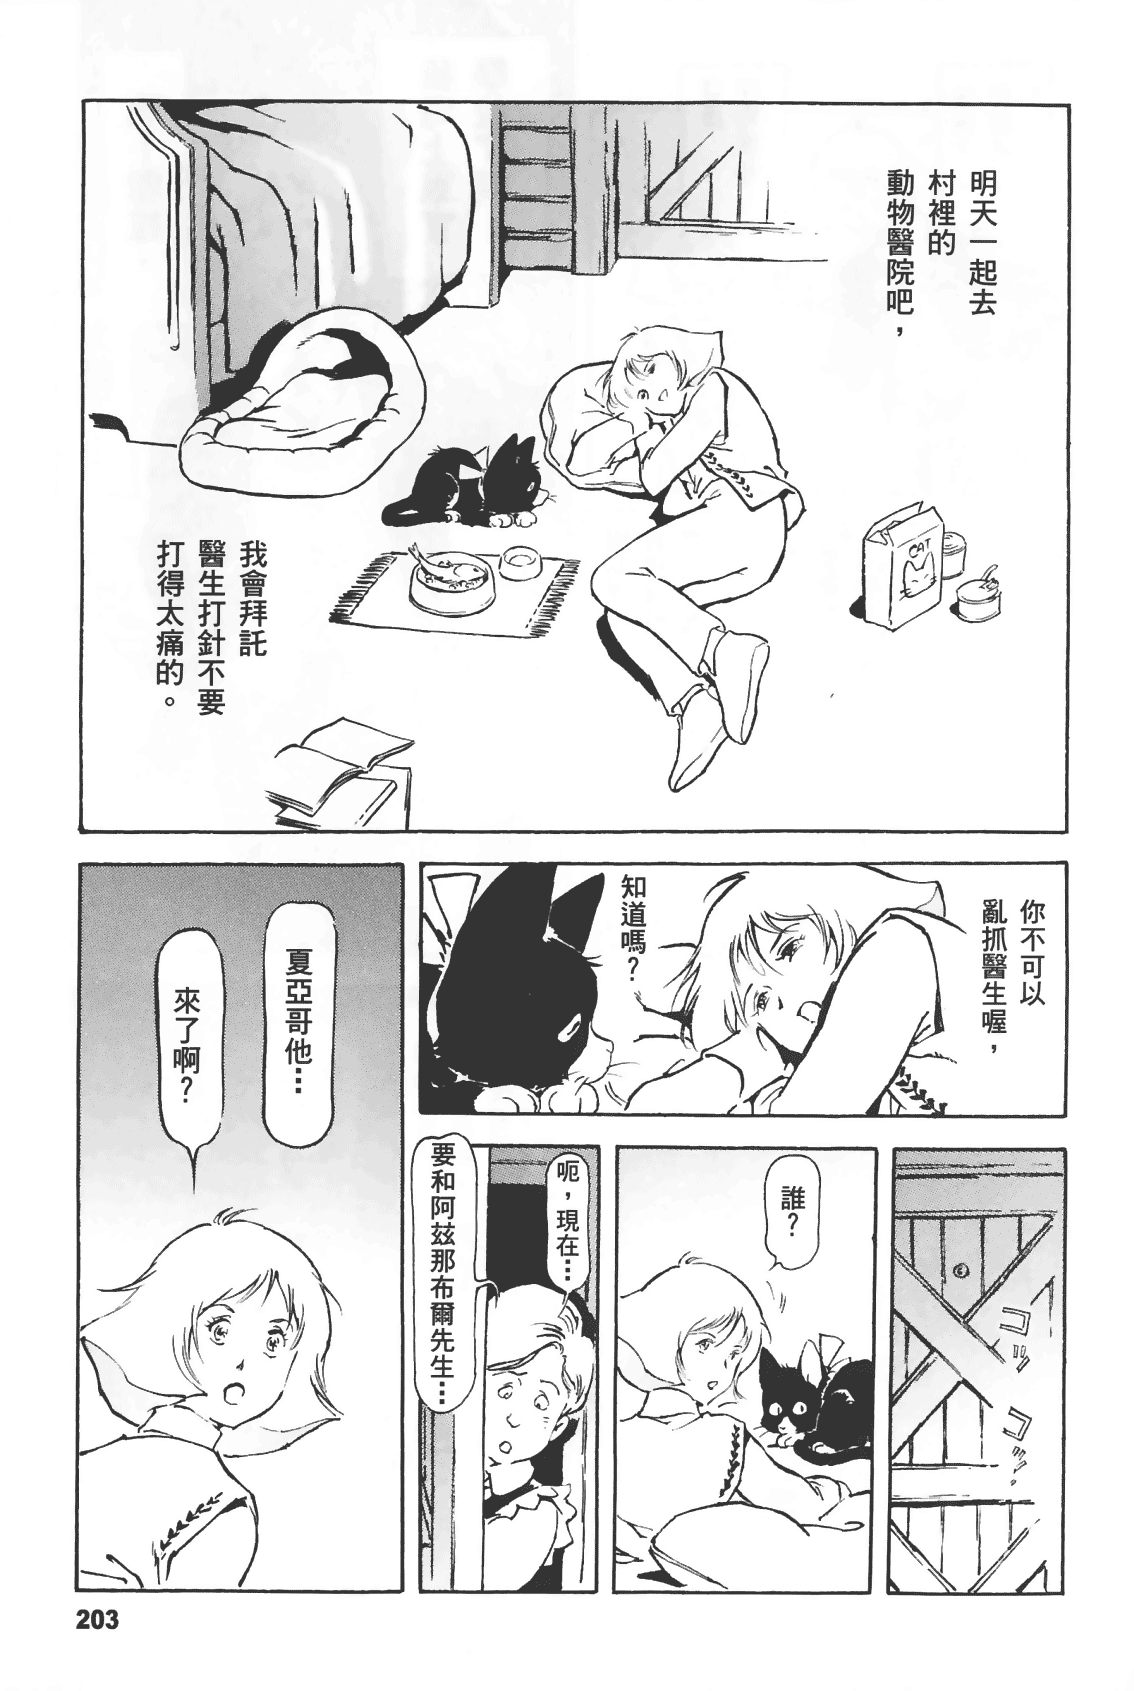 明天一起去
村裡的
動物醫院吧，
CAT
我會拜託
醫生打針不要
打得太痛的。
你不可以
亂抓醫生喔，
知道嗎？
コッ
コッ
誰？
呃，現在…
要和阿茲那布爾先生…
夏亞哥他…
來了啊？
203